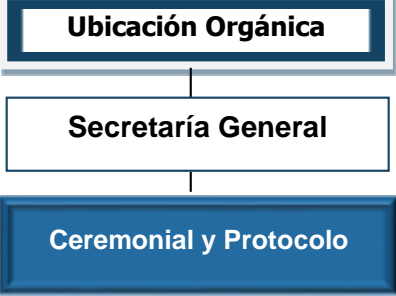 Ubicación Orgánica
Secretaría General
Ceremonial y Protocolo